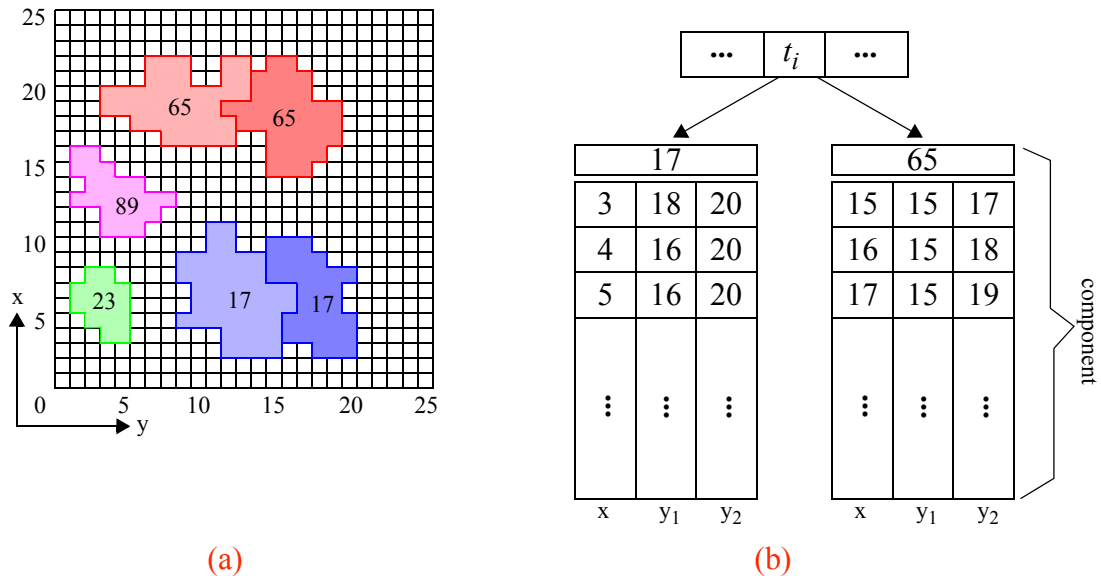 25
20
15
10
5
0
5
10
15
20
25
x
y
65
65
89
23
17
17
(a)
... t_i ...
17
3 18 20
4 16 20
5 16 20
⋮ ⋮ ⋮
x y₁ y₂
65
15 15 17
16 15 18
17 15 19
⋮ ⋮ ⋮
x y₁ y₂
component
(b)